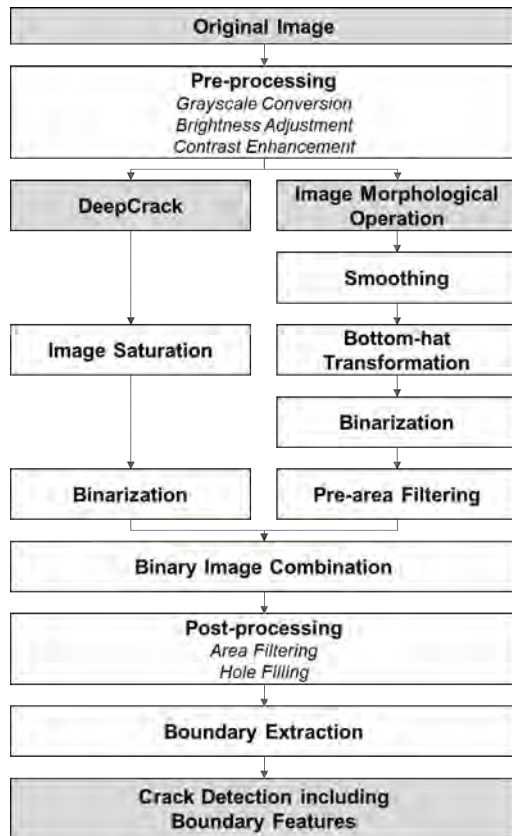 Original Image
Pre-processing
Grayscale Conversion
Brightness Adjustment
Contrast Enhancement
DeepCrack
Image Morphological
Operation
Smoothing
Image Saturation
Bottom-hat
Transformation
Binarization
Binarization
Pre-area Filtering
Binary Image Combination
Post-processing
Area Filtering
Hole Filling
Boundary Extraction
Crack Detection including
Boundary Features